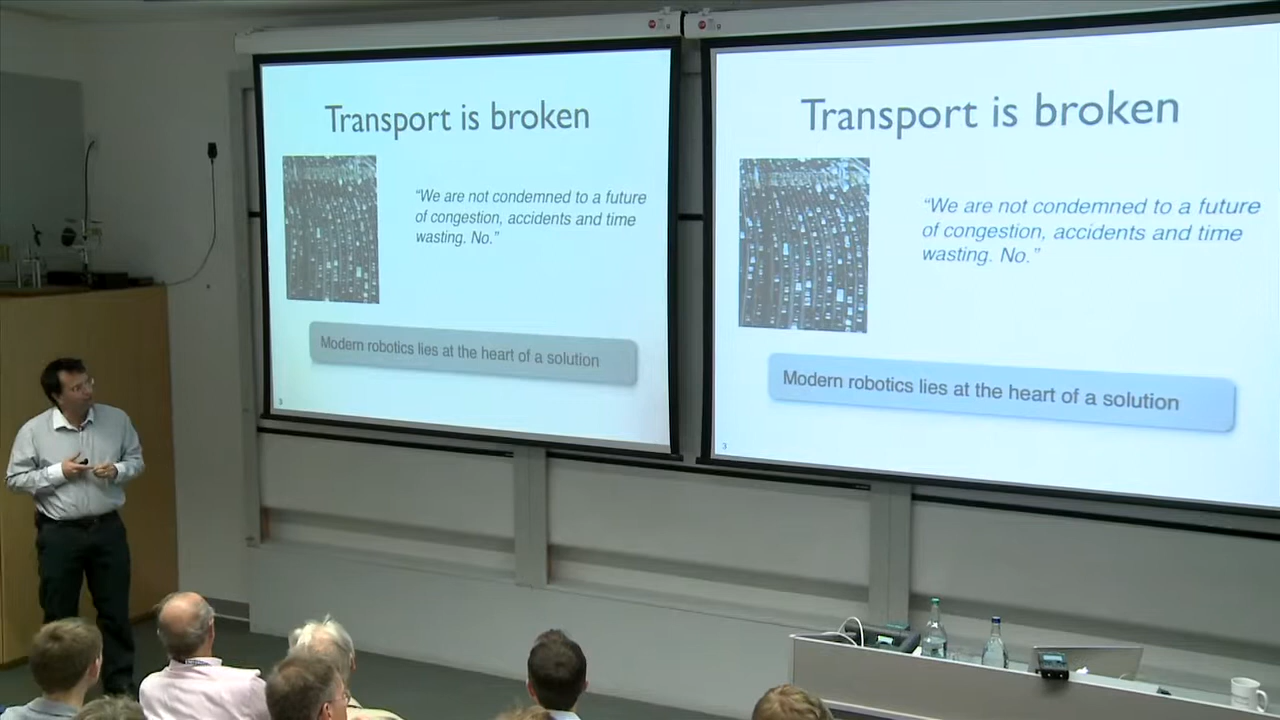 Transport is broken
“We are not condemned to a future
of congestion, accidents and time
wasting. No.”
Modern robotics lies at the heart of a solution
3
Transport is broken
“We are not condemned to a future
of congestion, accidents and time
wasting. No.”
Modern robotics lies at the heart of a solution
3